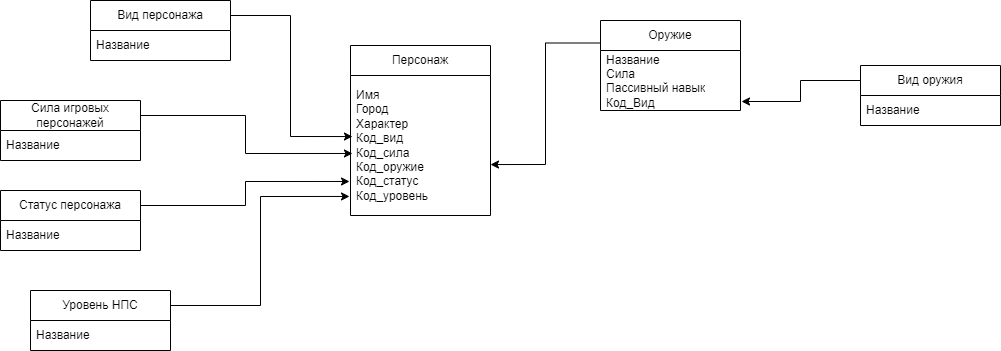 Вид персонажа
Название
Сила игровых
персонажей
Название
Статус персонажа
Название
Уровень НПС
Название
Персонаж
Имя
Город
Характер
Код_вид
Код_сила
Код_оружие
Код_статус
Код_уровень
Оружие
Название
Сила
Пассивный навык
Код_Вид
Вид оружия
Название